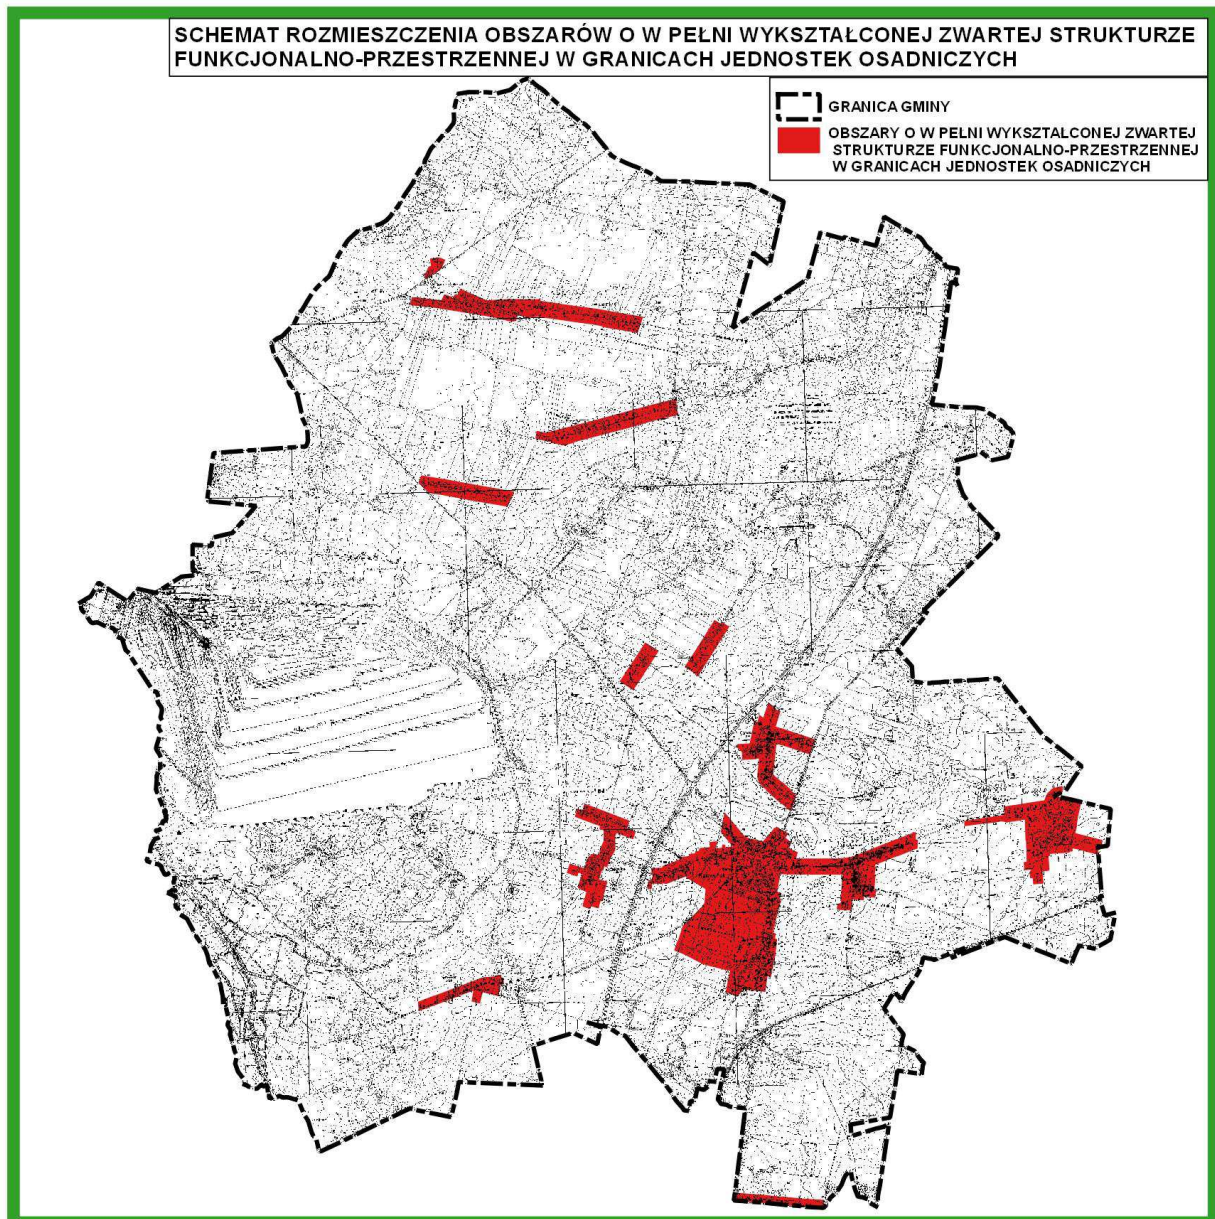 SCHEMAT ROZMIESZCZENIA OBSZARÓW O W PEŁNI WYKSZTAŁCONEJ ZWARTEJ STRUKTURZE
FUNKCJONALNO-PRZESTRZENNEJ W GRANICACH JEDNOSTEK OSADNICZYCH
GRANICA GMINY
OBSZARY O W PEŁNI WYKSZTAŁCONEJ ZWARTEJ
STRUKTURZE FUNKCJONALNO-PRZESTRZENNEJ
W GRANICACH JEDNOSTEK OSADNICZYCH